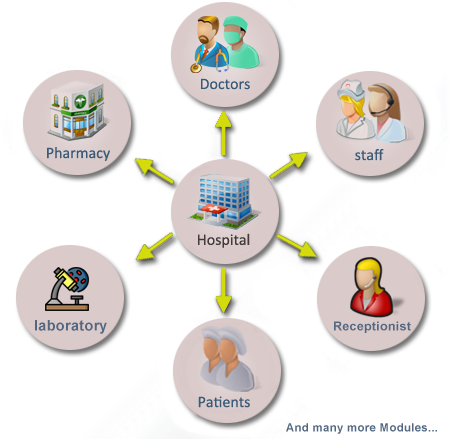 Doctors
Pharmacy
staff
Hospital
laboratory
Receptionist
Patients
And many more Modules...